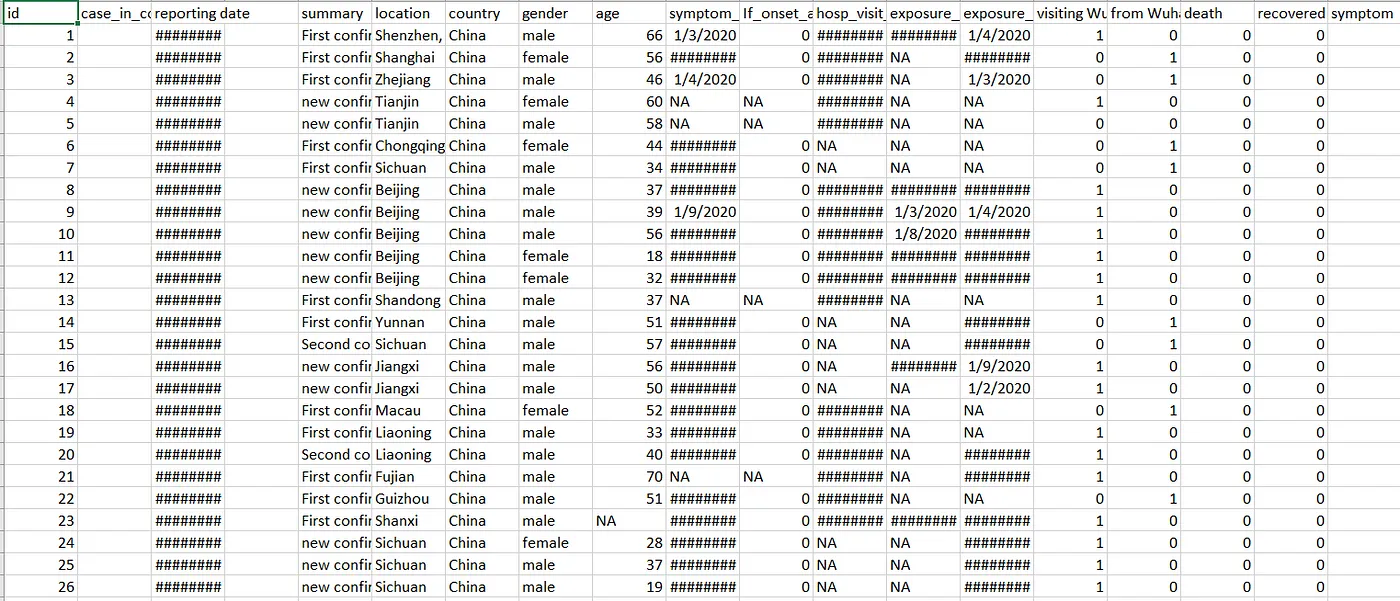 id case_in_co reporting date summary location country gender age symptom_ If_onset_a hosp_visit_ exposure_ exposure_ visiting Wu from Wuha death recovered symptom
1 ######## First confir Shenzhen, China male 66 1/3/2020 0 ######## ######## 1/4/2020 1 0 0 0
2 ######## First confir Shanghai China female 56 ######## 0 ######## NA ######## 0 1 0 0
3 ######## First confir Zhejiang China male 46 1/4/2020 0 ######## NA 1/3/2020 0 1 0 0
4 ######## new confir Tianjin China female 60 NA NA ######## NA NA 1 0 0 0
5 ######## new confir Tianjin China male 58 NA NA ######## NA NA 0 0 0 0
6 ######## First confir Chongqing China female 44 ######## 0 NA NA NA 0 1 0 0
7 ######## First confir Sichuan China male 34 ######## 0 NA NA NA 0 1 0 0
8 ######## new confir Beijing China male 37 ######## 0 ######## ######## ######## 1 0 0 0
9 ######## new confir Beijing China male 39 1/9/2020 0 ######## 1/3/2020 1/4/2020 1 0 0 0
10 ######## new confir Beijing China male 56 ######## 0 ######## 1/8/2020 ######## 1 0 0 0
11 ######## new confir Beijing China female 18 ######## 0 ######## ######## ######## 1 0 0 0
12 ######## new confir Beijing China female 32 ######## 0 ######## ######## ######## 1 0 0 0
13 ######## First confir Shandong China male 37 NA NA ######## NA NA 1 0 0 0
14 ######## First confir Yunnan China male 51 ######## 0 NA NA ######## 0 1 0 0
15 ######## Second co Sichuan China male 57 ######## 0 NA NA ######## 0 1 0 0
16 ######## new confir Jiangxi China male 56 ######## 0 NA ######## 1/9/2020 1 0 0 0
17 ######## new confir Jiangxi China male 50 ######## 0 NA NA 1/2/2020 1 0 0 0
18 ######## First confir Macau China female 52 ######## 0 ######## NA NA 0 1 0 0
19 ######## First confir Liaoning China male 33 ######## 0 ######## NA NA 1 0 0 0
20 ######## Second co Liaoning China male 40 ######## 0 ######## NA ######## 1 0 0 0
21 ######## First confir Fujian China male 70 NA NA ######## NA ######## 1 0 0 0
22 ######## First confir Guizhou China male 51 ######## 0 ######## NA NA 0 1 0 0
23 ######## First confir Shanxi China male NA ######## 0 ######## ######## ######## 1 0 0 0
24 ######## new confir Sichuan China female 28 ######## 0 NA NA ######## 1 0 0 0
25 ######## new confir Sichuan China male 37 ######## 0 NA NA ######## 1 0 0 0
26 ######## new confir Sichuan China male 19 ######## 0 NA NA ######## 1 0 0 0